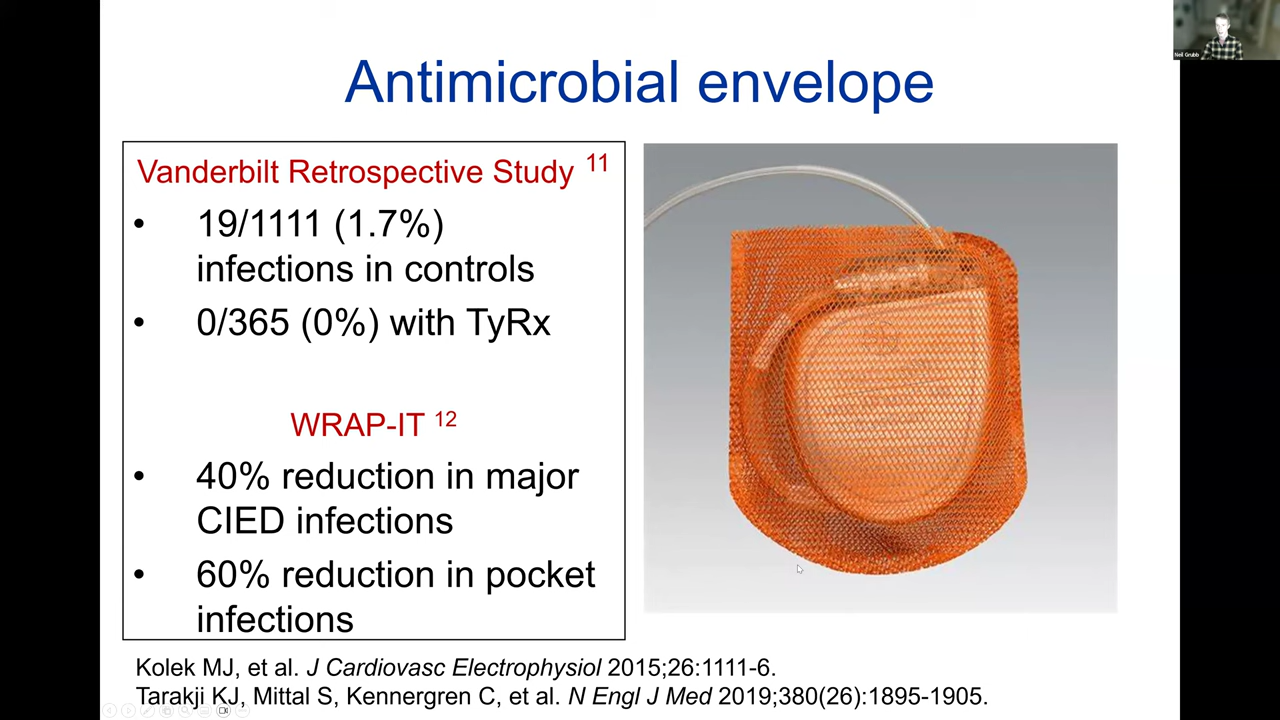 Antimicrobial envelope
Vanderbilt Retrospective Study 11
• 19/1111 (1.7%)
infections in controls
• 0/365 (0%) with TyRx
WRAP-IT 12
• 40% reduction in major
CIED infections
• 60% reduction in pocket
infections
Kolek MJ, et al. J Cardiovasc Electrophysiol 2015;26:1111-6.
Tarakji KJ, Mittal S, Kennergren C, et al. N Engl J Med 2019;380(26):1895-1905.
Neil Grubb